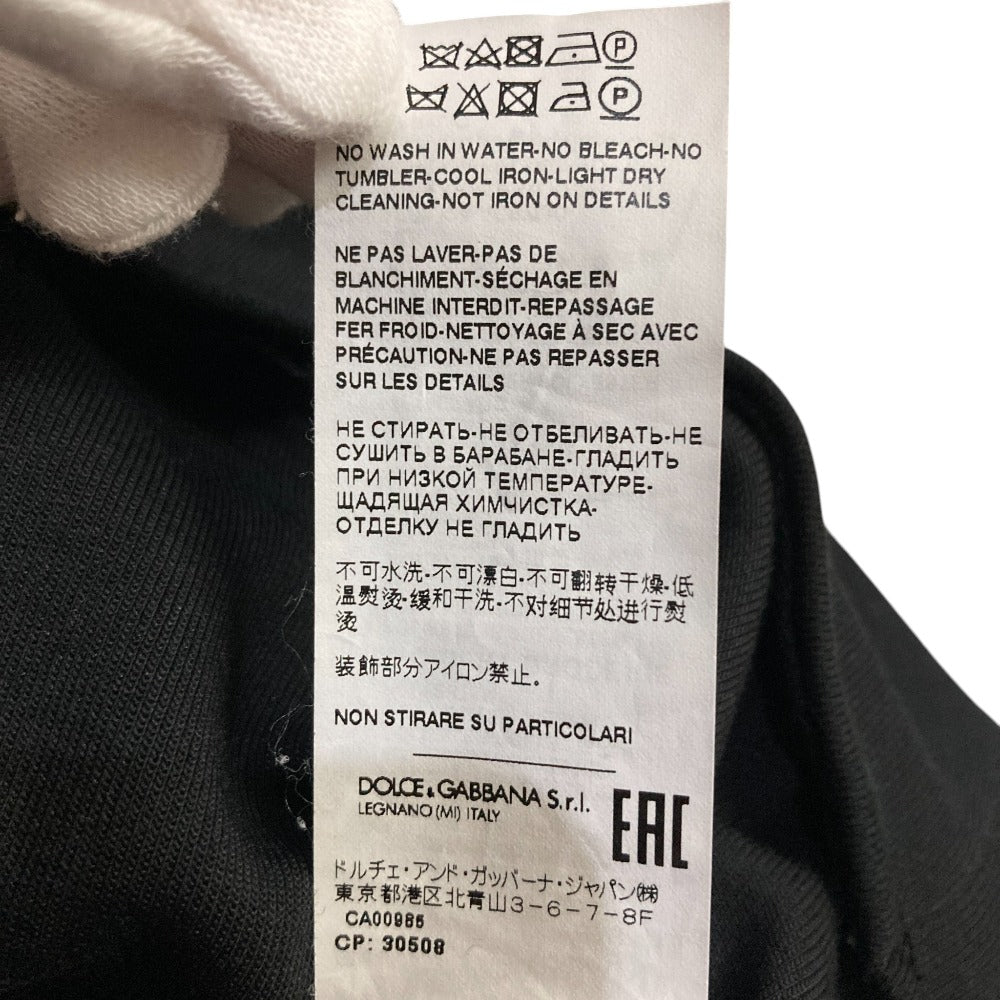 P
P
NO WASH IN WATER-NO BLEACH-NO
TUMBLER-COOL IRON-LIGHT DRY
CLEANING-NOT IRON ON DETAILS
NE PAS LAVER-PAS DE
BLANCHIMENT-SÉCHAGE EN
MACHINE INTERDIT-REPASSAGE
FER FROID-NETTOYAGE À SEC AVEC
PRÉCAUTION-NE PAS REPASSER
SUR LES DETAILS
НЕ СТИРАТЬ-НЕ ОТБЕЛИВАТЬ-НЕ
СУШИТЬ В БАРАБАНЕ-ГЛАДИТЬ
ПРИ НИЗКОЙ ТЕМПЕРАТУРЕ-
ЩАДЯЩАЯ ХИМЧИСТКА-
ОТДЕЛКУ НЕ ГЛАДИТЬ
不可水洗-不可漂白-不可翻转干燥-低
温熨烫-缓和干洗-不对细节处进行熨
烫
装飾部分アイロン禁止。
NON STIRARE SU PARTICOLARI
DOLCE&GABBANA S.r.l.
LEGNANO (MI) ITALY
EAC
ドルチェ・アンド・ガッバーナ・ジャパン㈱
東京都港区北青山3-6-7-8F
CA00985
CP: 30508